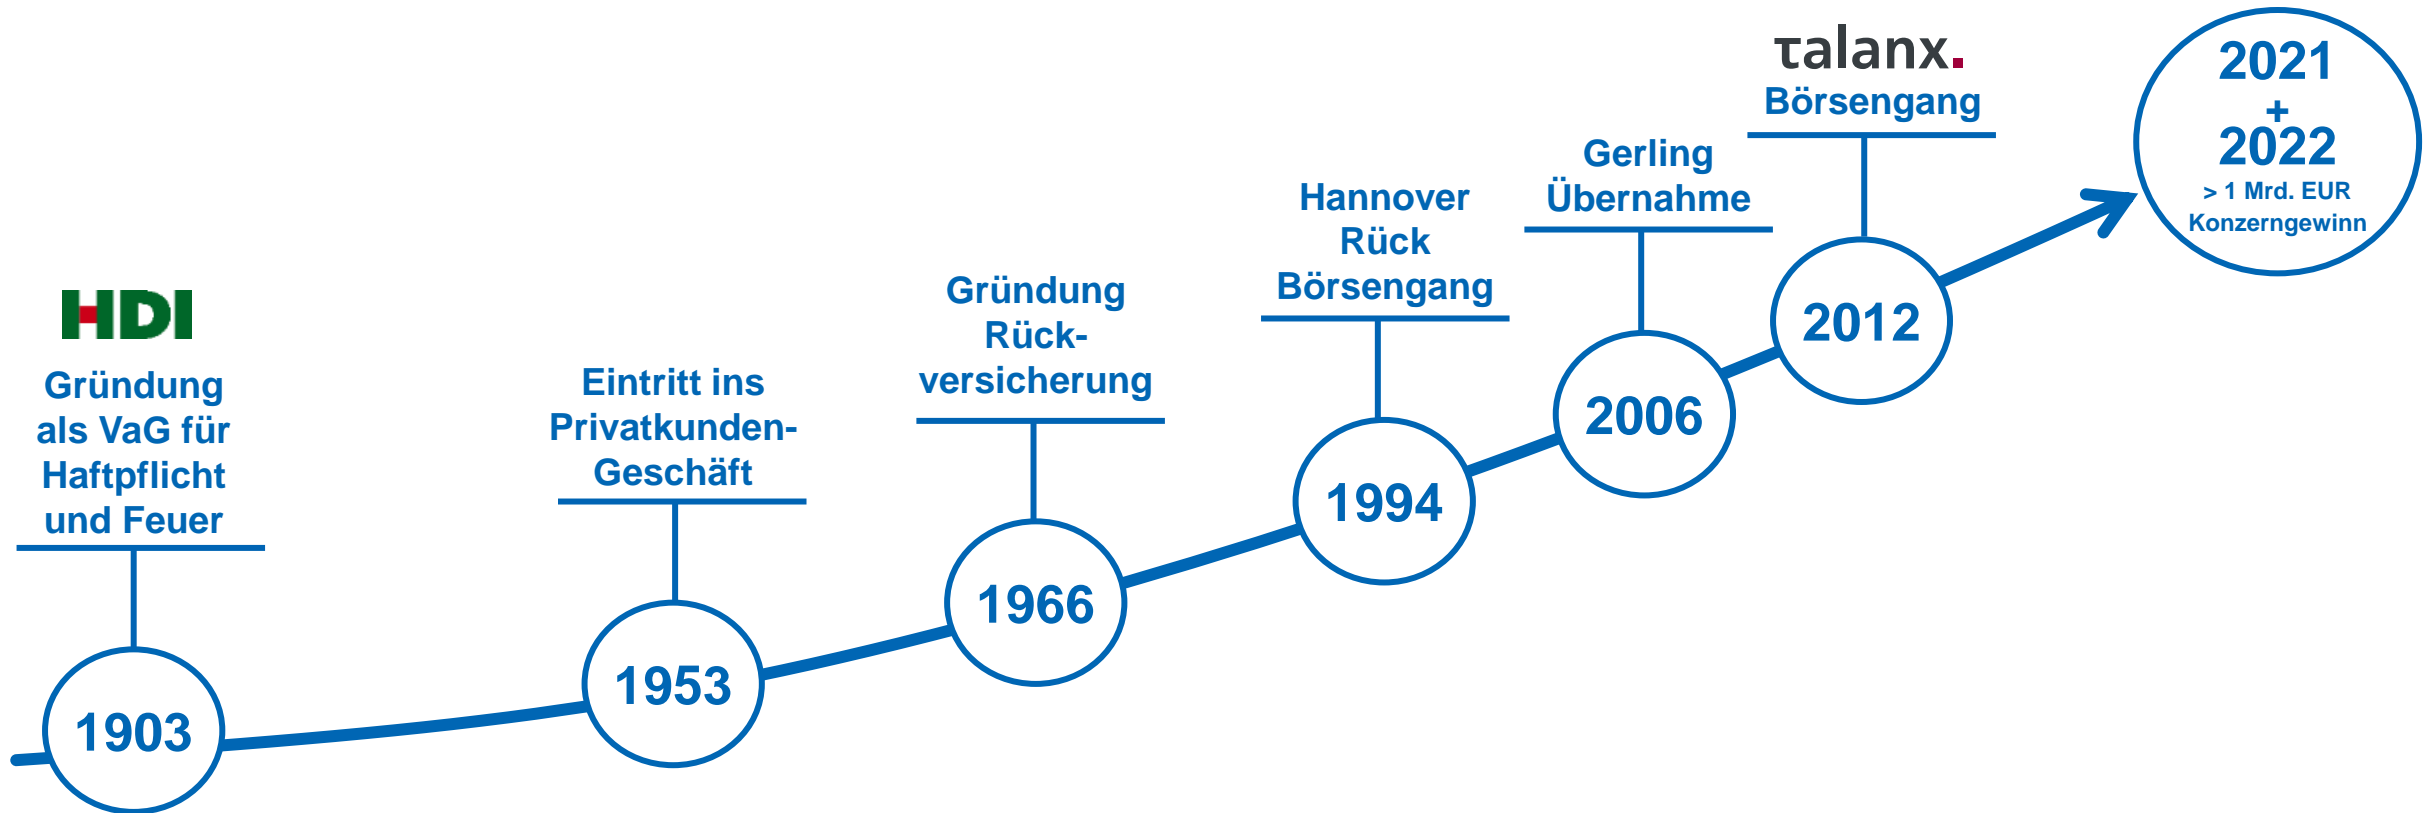 HDI
Gründung
als VaG für
Haftpflicht
und Feuer
1903
Eintritt ins
Privatkunden-
Geschäft
1953
Gründung
Rück-
versicherung
1966
Hannover
Rück
Börsengang
1994
Gerling
Übernahme
2006
talanx.
Börsengang
2012
2021
+
2022
> 1 Mrd. EUR
Konzerngewinn